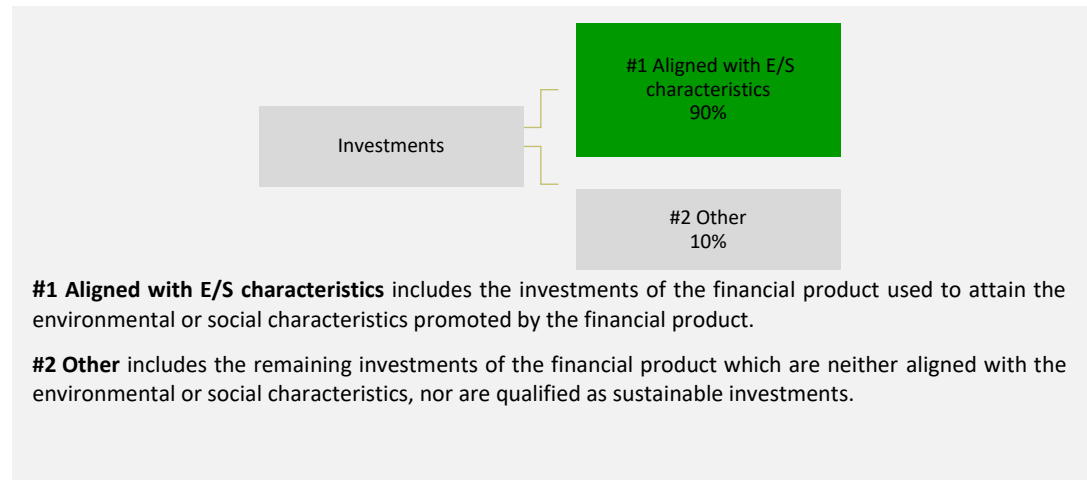 #1 Aligned with E/S
characteristics
90%
Investments
#2 Other
10%
#1 Aligned with E/S characteristics includes the investments of the financial product used to attain the
environmental or social characteristics promoted by the financial product.
#2 Other includes the remaining investments of the financial product which are neither aligned with the
environmental or social characteristics, nor are qualified as sustainable investments.